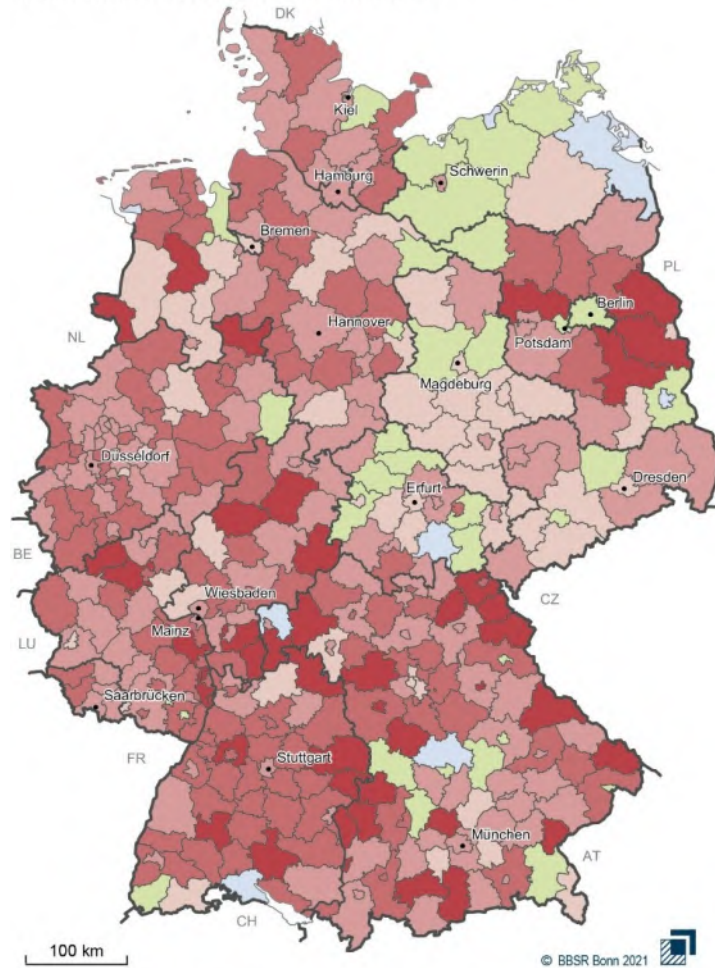 DK
Kiel
Hamburg
Schwerin
Bremen
PL
Berlin
NL
Hannover
Potsdam
Magdeburg
Düsseldorf
Erfurt
Dresden
BE
Wiesbaden
CZ
LU
Mainz
Saarbrücken
FR
Stuttgart
München
AT
CH
100 km
© BBSR Bonn 2021